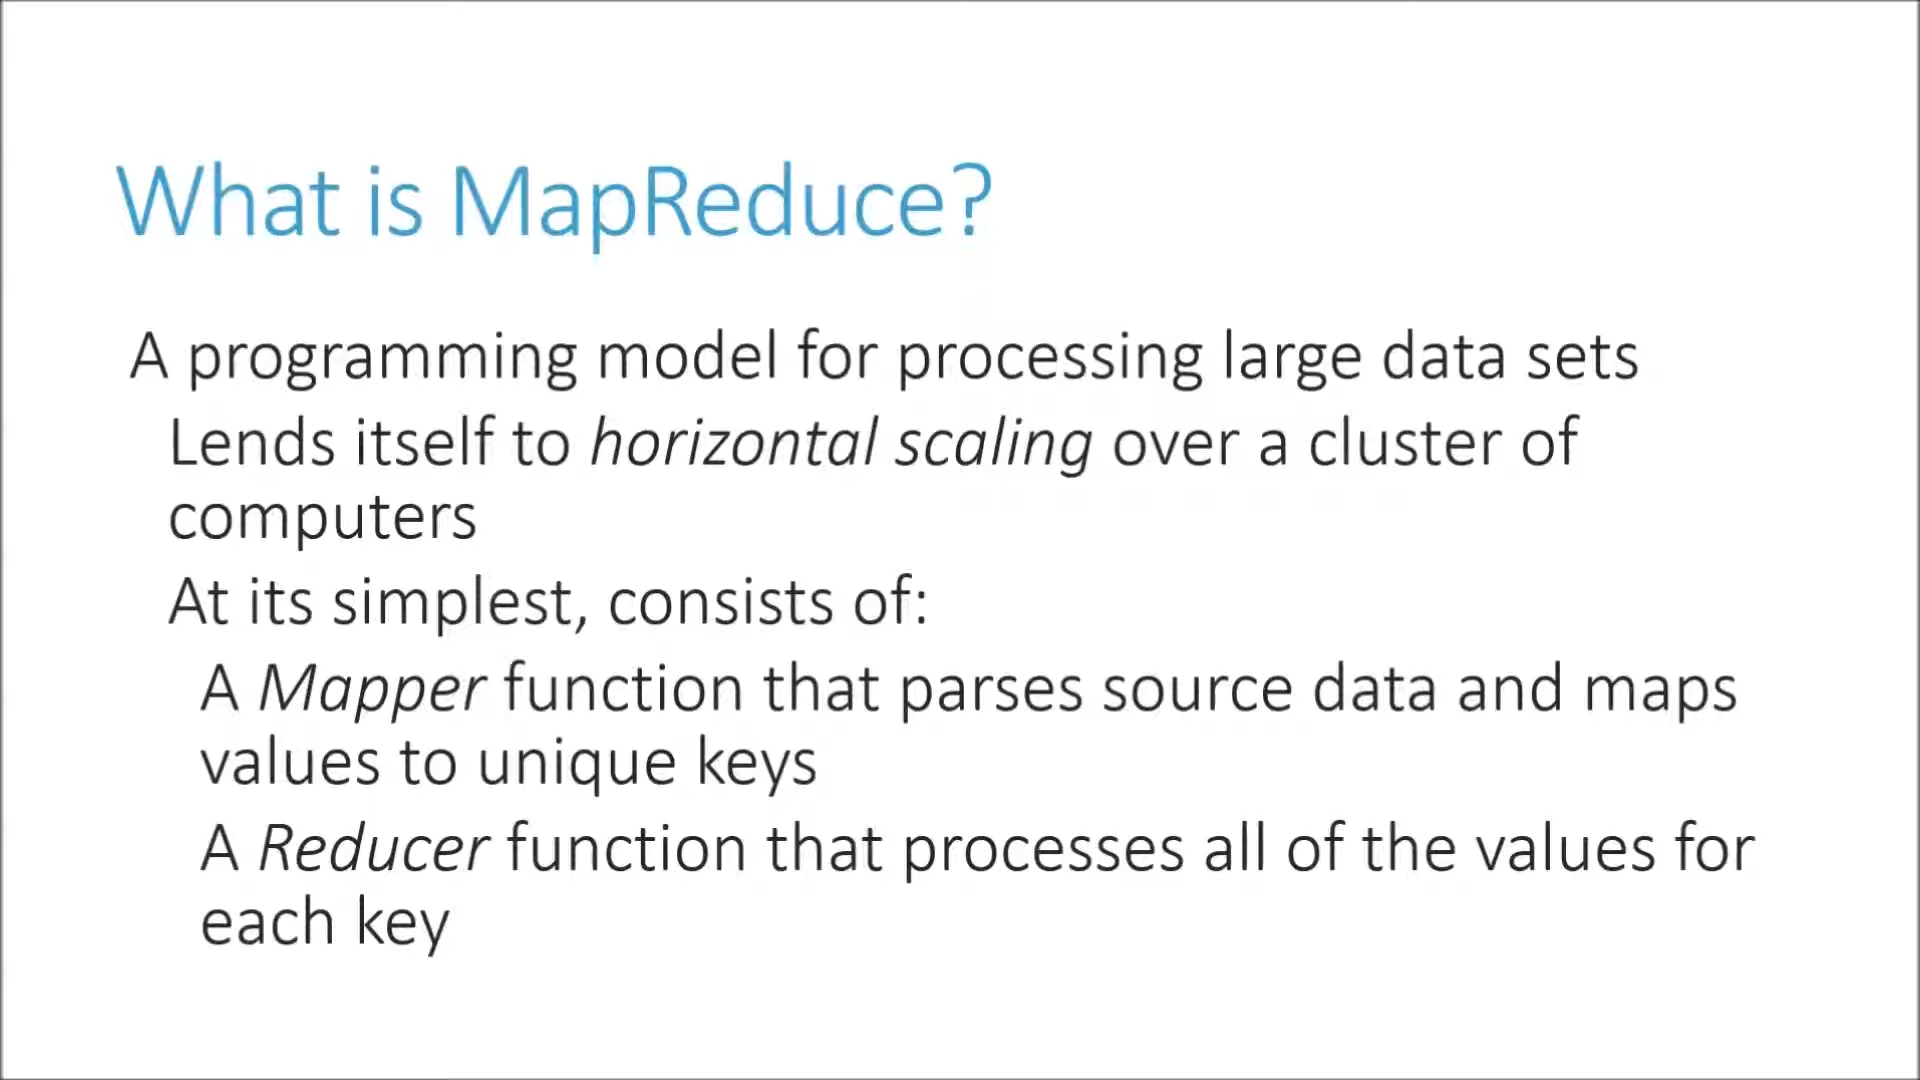 What is MapReduce?
A programming model for processing large data sets
Lends itself to horizontal scaling over a cluster of
computers
At its simplest, consists of:
A Mapper function that parses source data and maps
values to unique keys
A Reducer function that processes all of the values for
each key